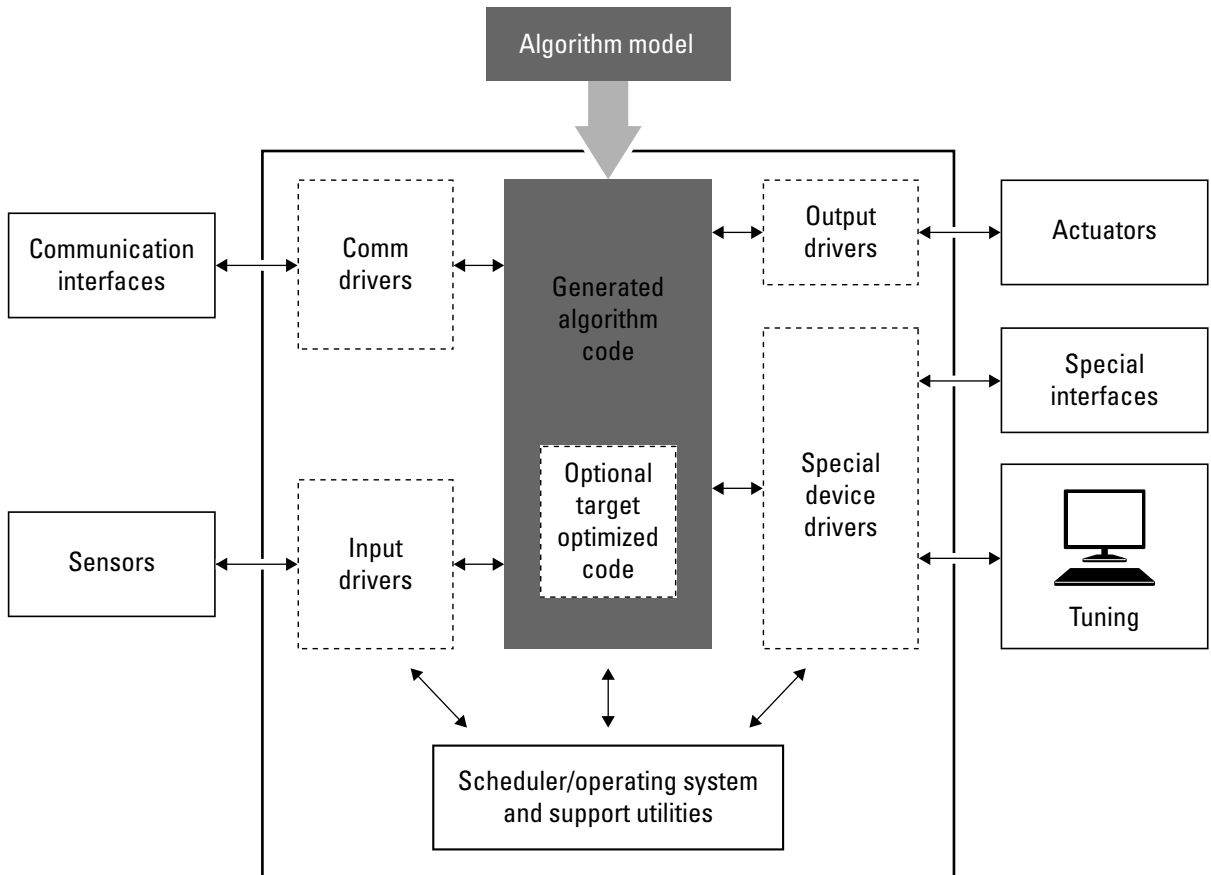 Algorithm model
Communication
interfaces
Comm
drivers
Generated
algorithm
code
Output
drivers
Actuators
Special
interfaces
Sensors
Input
drivers
Optional
target
optimized
code
Special
device
drivers
Tuning
Scheduler/operating system
and support utilities